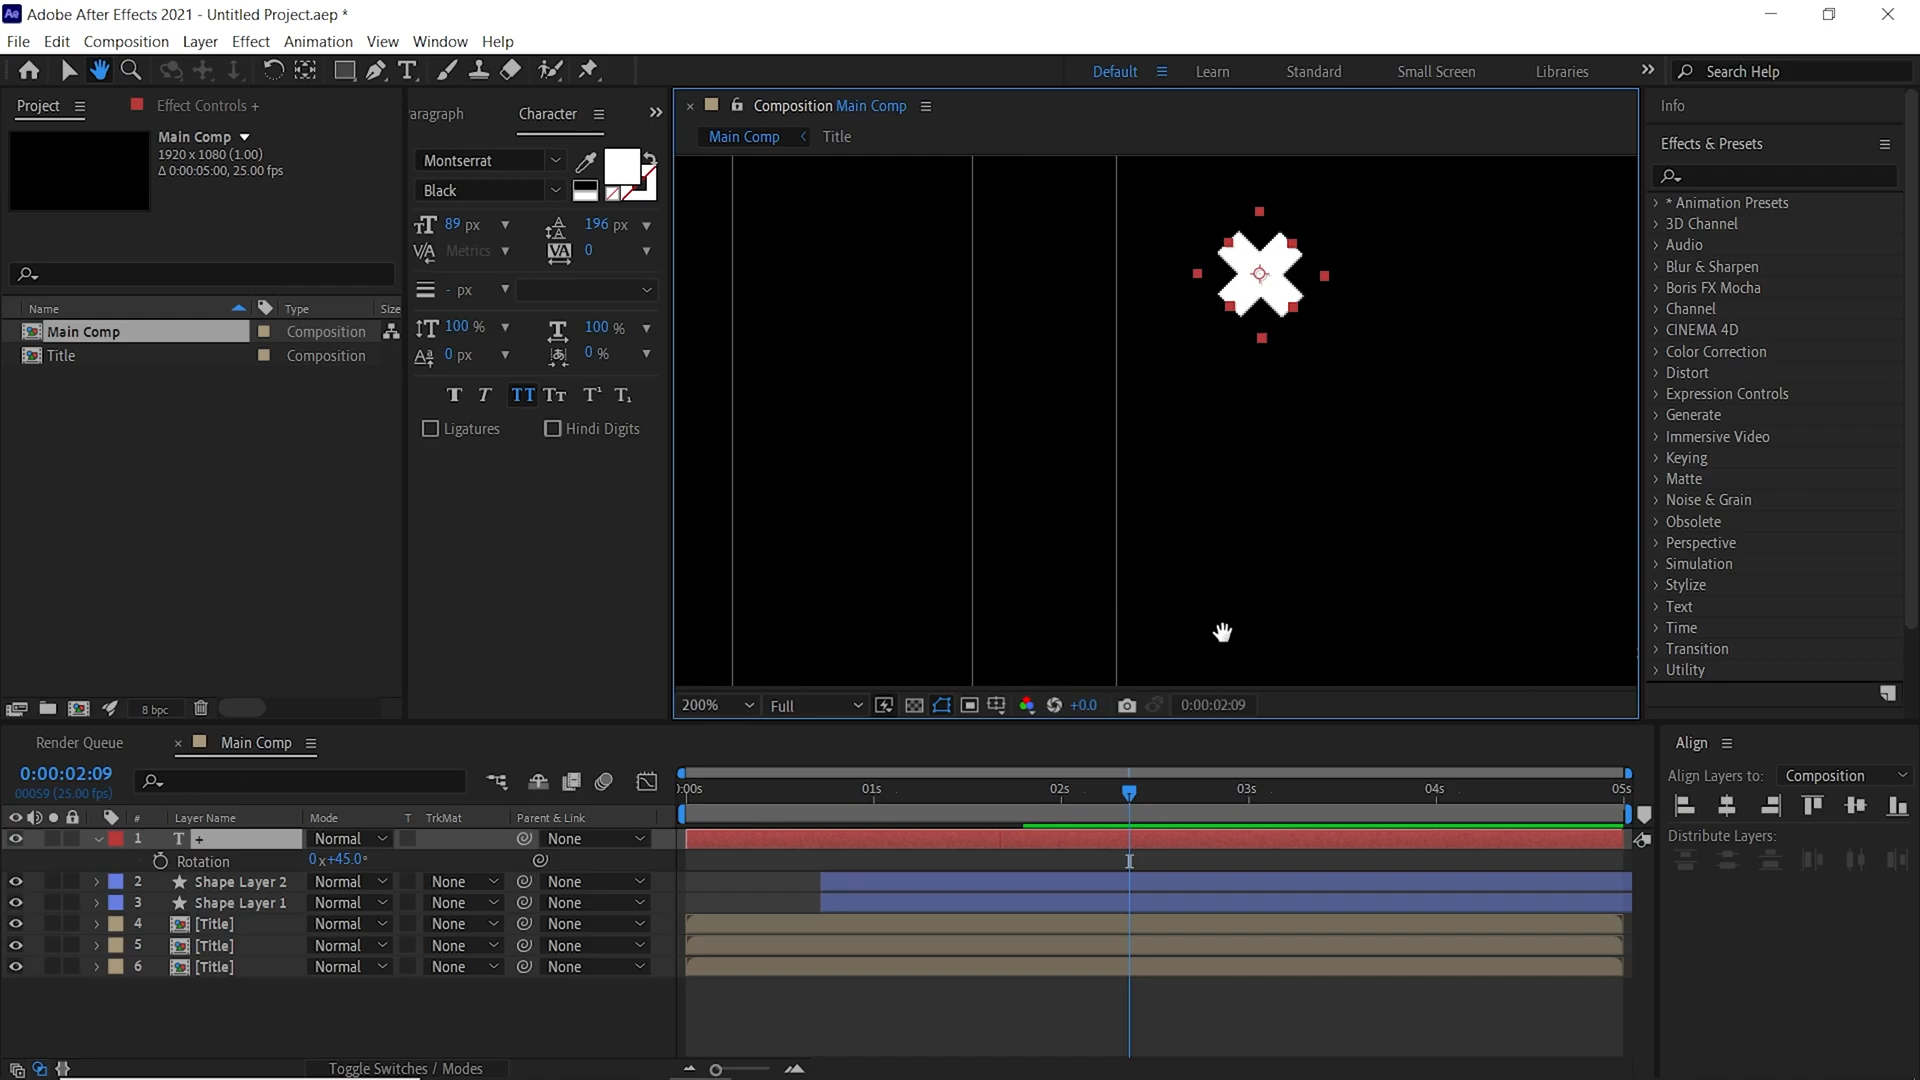 Ae Adobe After Effects 2021 - Untitled Project.aep *
File Edit Composition Layer Effect Animation View Window Help
Default Learn Standard Small Screen Libraries Search Help
Project Effect Controls +
Main Comp
1920 x 1080 (1.00)
Δ 0:00:05:00, 25.00 fps
Name Type Size
Main Comp Composition
Title Composition
8 bpc
aragraph Character
Montserrat
Black
89 px 196 px
Metrics 0
- px
100 % 100 %
0 px 0 %
T T TT Tt T¹ T₁
Ligatures Hindi Digits
Composition Main Comp
Main Comp Title
200% Full +0.0 0:00:02:09
Info
Effects & Presets
* Animation Presets
3D Channel
Audio
Blur & Sharpen
Boris FX Mocha
Channel
CINEMA 4D
Color Correction
Distort
Expression Controls
Generate
Immersive Video
Keying
Matte
Noise & Grain
Obsolete
Perspective
Simulation
Stylize
Text
Time
Transition
Utility
Render Queue Main Comp
0:00:02:09
00059 (25.00 fps)
:00s 01s 02s 03s 04s 05s
# Layer Name Mode T TrkMat Parent & Link
1 T + Normal None
Rotation 0x+45.0°
2 Shape Layer 2 Normal None None
3 Shape Layer 1 Normal None None
4 [Title] Normal None None
5 [Title] Normal None None
6 [Title] Normal None None
Toggle Switches / Modes
Align
Align Layers to: Composition
Distribute Layers: